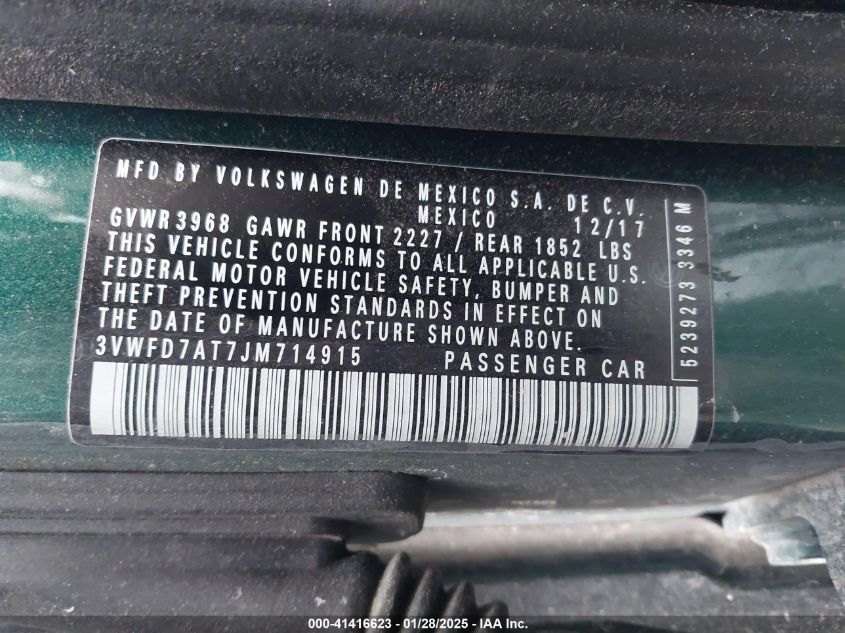 MFD BY VOLKSWAGEN DE MEXICO S.A. DE C.V.
MEXICO 12/17
GVWR 3968 GAWR FRONT 2227 / REAR 1852 LBS
THIS VEHICLE CONFORMS TO ALL APPLICABLE U.S.
FEDERAL MOTOR VEHICLE SAFETY, BUMPER AND
THEFT PREVENTION STANDARDS IN EFFECT ON
THE DATE OF MANUFACTURE SHOWN ABOVE.
3VWFD7AT7JM714915 PASSENGER CAR
5239273 3346 M
000-41416623 - 01/28/2025 - IAA Inc.